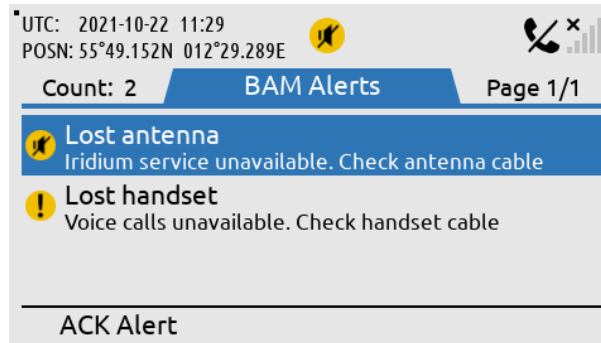 UTC: 2021-10-22 11:29
POSN: 55°49.152N 012°29.289E
Count: 2 BAM Alerts Page 1/1
Lost antenna
Iridium service unavailable. Check antenna cable
Lost handset
Voice calls unavailable. Check handset cable
ACK Alert